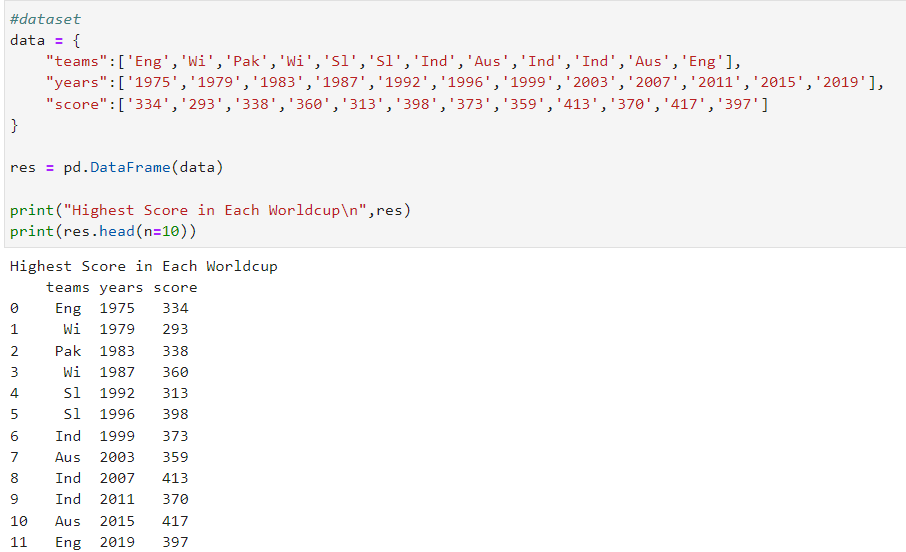 #dataset
data = {
    "teams":['Eng','Wi','Pak','Wi','Sl','Sl','Ind','Aus','Ind','Ind','Aus','Eng'],
    "years":['1975','1979','1983','1987','1992','1996','1999','2003','2007','2011','2015','2019'],
    "score":['334','293','338','360','313','398','373','359','413','370','417','397']
}
res = pd.DataFrame(data)
print("Highest Score in Each Worldcup\n",res)
print(res.head(n=10))
Highest Score in Each Worldcup
    teams years score
0    Eng  1975   334
1     Wi  1979   293
2    Pak  1983   338
3     Wi  1987   360
4     Sl  1992   313
5     Sl  1996   398
6    Ind  1999   373
7    Aus  2003   359
8    Ind  2007   413
9    Ind  2011   370
10   Aus  2015   417
11   Eng  2019   397